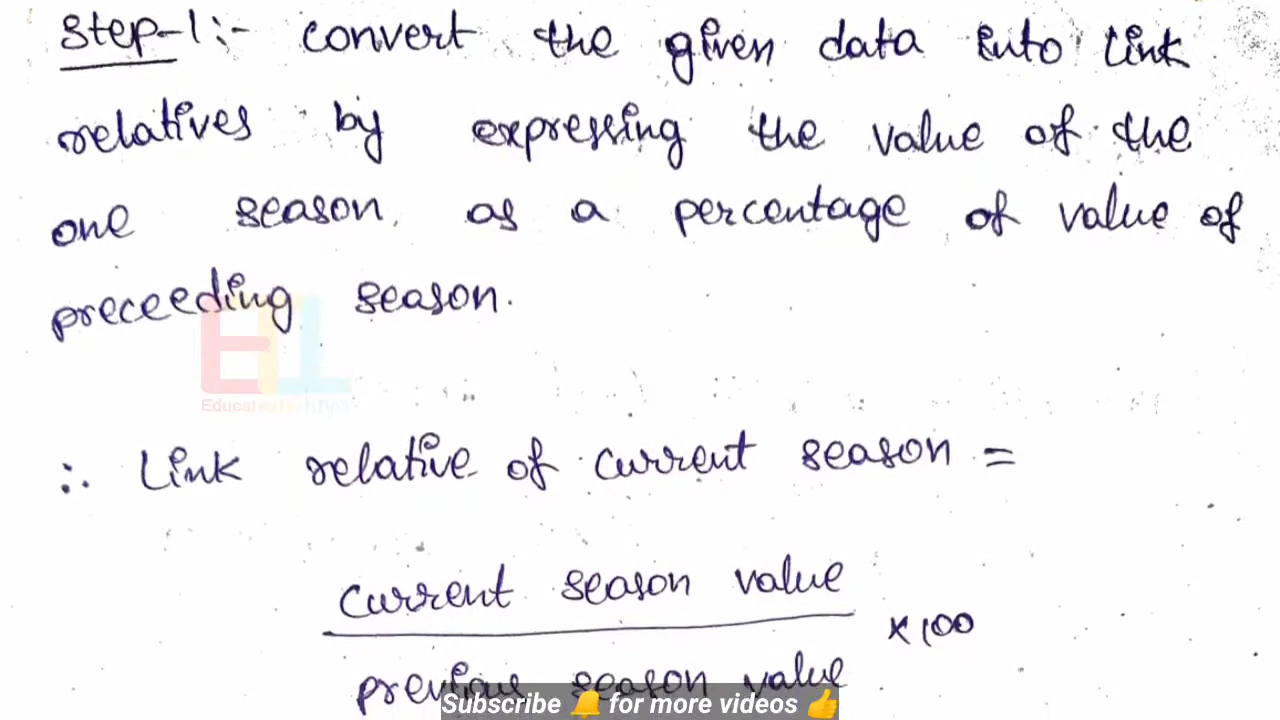 Step-1:- convert the given data into link
relatives by expressing the value of the
one season as a percentage of value of
preceeding season.
Educatedtechtips
∴ Link relative of current season =
current season value
× 100
previous season value
Subscribe 🔔 for more videos 👍